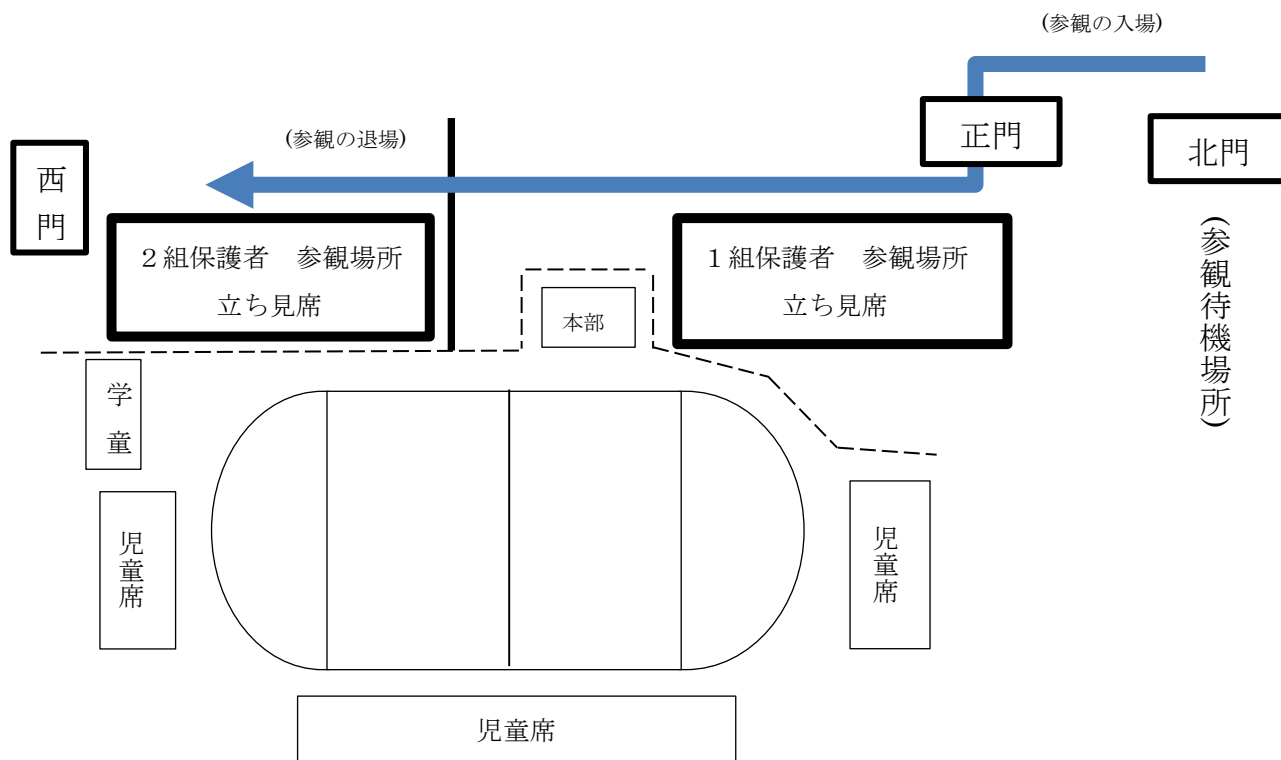 (参観の入場)
正門
北門
(参観の退場)
西門
2組保護者　参観場所
立ち見席
1組保護者　参観場所
立ち見席
(参観待機場所)
本部
学童
児童席
児童席
児童席